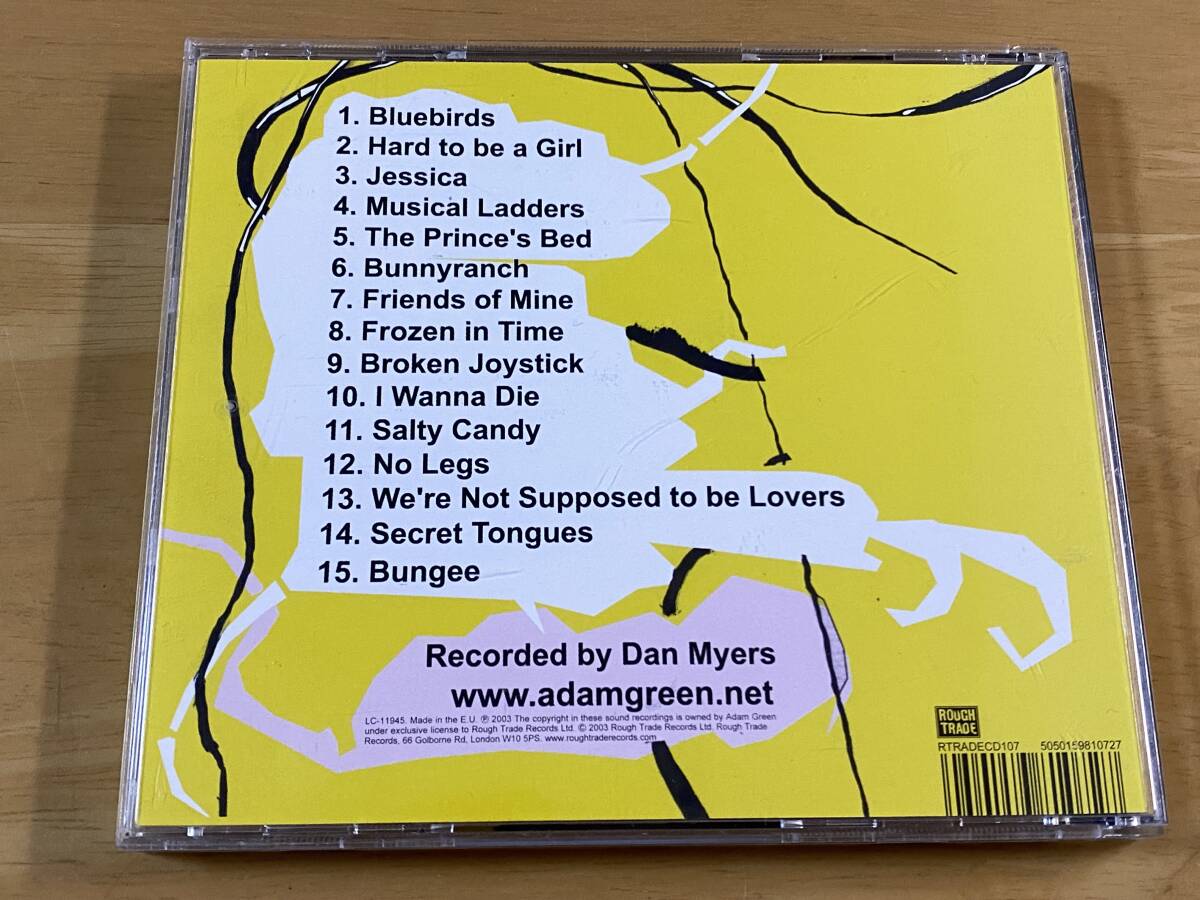 1. Bluebirds
2. Hard to be a Girl
3. Jessica
4. Musical Ladders
5. The Prince's Bed
6. Bunnyranch
7. Friends of Mine
8. Frozen in Time
9. Broken Joystick
10. I Wanna Die
11. Salty Candy
12. No Legs
13. We're Not Supposed to be Lovers
14. Secret Tongues
15. Bungee
Recorded by Dan Myers
www.adamgreen.net
LC-11945. Made in the E.U. ℗ 2003 The copyright in these sound recordings is owned by Adam Green
under exclusive license to Rough Trade Records Ltd. © 2003 Rough Trade Records Ltd. Rough Trade
Records, 66 Golborne Rd, London W10 5PS. www.roughtraderecords.com
ROUGH
TRADE
RTRADECD107 5050159810727